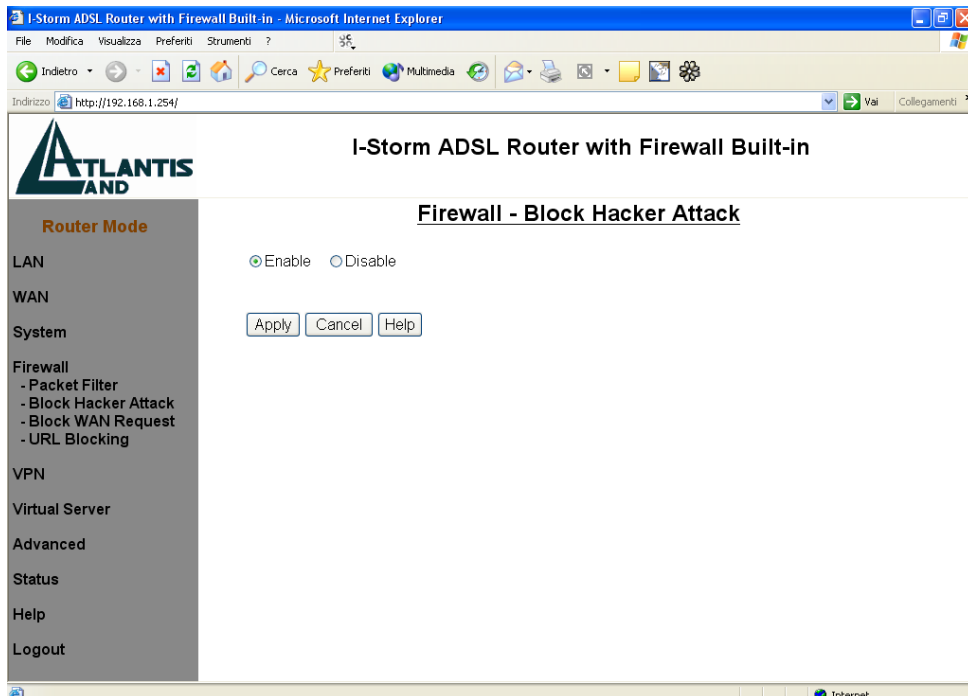 I-Storm ADSL Router with Firewall Built-in - Microsoft Internet Explorer
File Modifica Visualizza Preferiti Strumenti ?
Indietro Cerca Preferiti Multimedia
Indirizzo http://192.168.1.254/ Vai Collegamenti
ATLANTIS
LAND
I-Storm ADSL Router with Firewall Built-in
Router Mode
Firewall - Block Hacker Attack
LAN
Enable Disable
WAN
System
Apply Cancel Help
Firewall
- Packet Filter
- Block Hacker Attack
- Block WAN Request
- URL Blocking
VPN
Virtual Server
Advanced
Status
Help
Logout
Internet